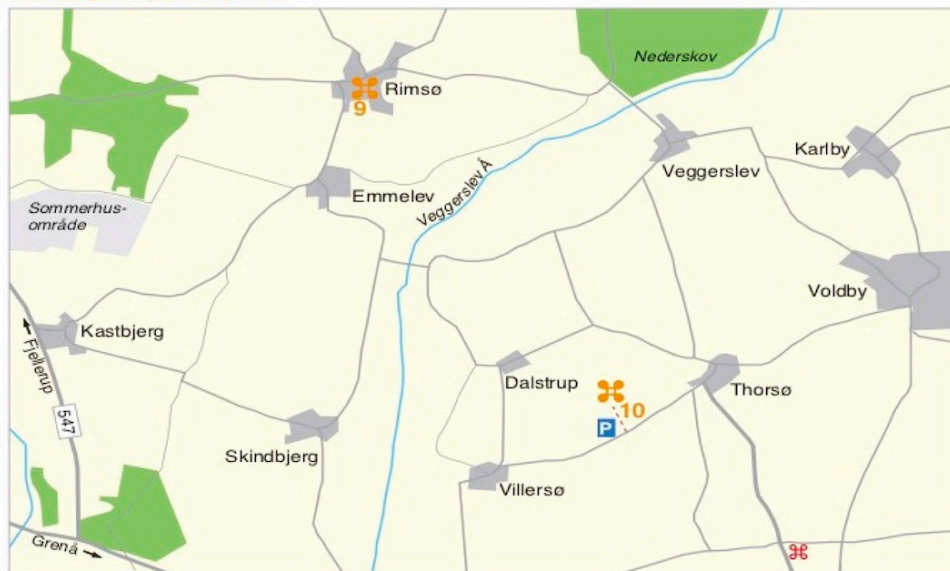 Nederskov
Rimsø
9
Karlby
Veggerslev
Emmelev
Veggerslev Å
Sommerhus-
område
Voldby
Kastbjerg
Fjellerup
547
Dalstrup
10
P
Thorsø
Skindbjerg
Villersø
Grenå